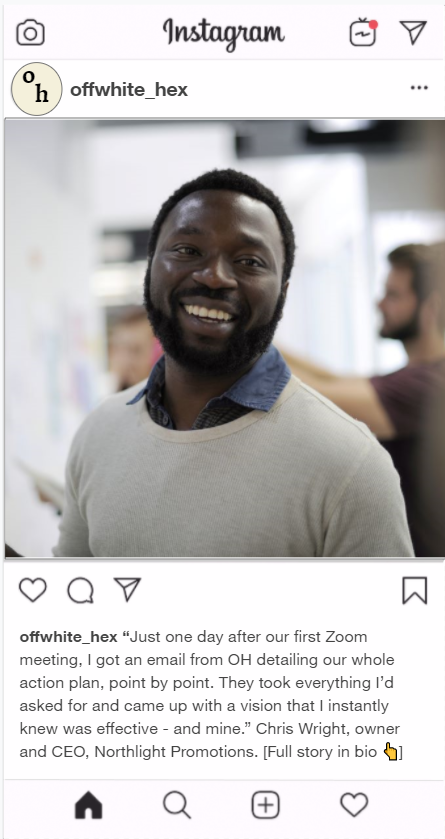 Instagram
oh
offwhite_hex
offwhite_hex “Just one day after our first Zoom
meeting, I got an email from OH detailing our whole
action plan, point by point. They took everything I’d
asked for and came up with a vision that I instantly
knew was effective - and mine.” Chris Wright, owner
and CEO, Northlight Promotions. [Full story in bio 👆]